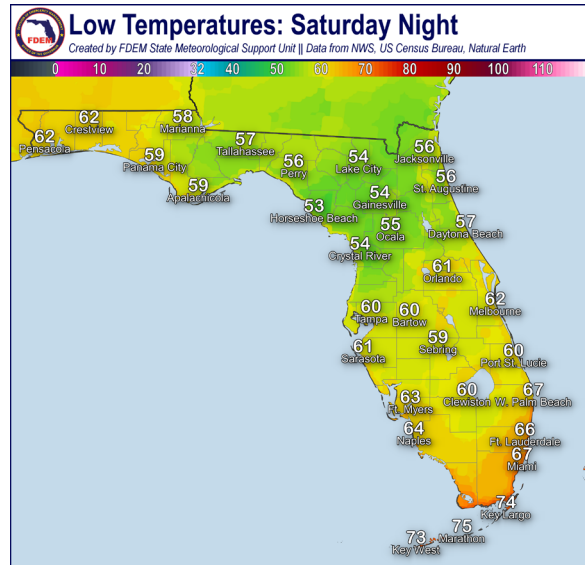 FDEM
Low Temperatures: Saturday Night
Created by FDEM State Meteorological Support Unit || Data from NWS, US Census Bureau, Natural Earth
0 10 20 32 40 50 60 70 80 90 100 110
62
Pensacola
62
Crestview
58
Marianna
59
Panama City
59
Apalachicola
57
Tallahassee
56
Perry
54
Lake City
56
Jacksonville
56
St. Augustine
54
Gainesville
53
Horseshoe Beach
55
Ocala
57
Daytona Beach
54
Crystal River
61
Orlando
62
Melbourne
60
Tampa
60
Bartow
59
Sebring
61
Sarasota
60
Port St. Lucie
63
Ft. Myers
60
Clewiston
67
W. Palm Beach
64
Naples
66
Ft. Lauderdale
67
Miami
74
Key Largo
75
Marathon
73
Key West